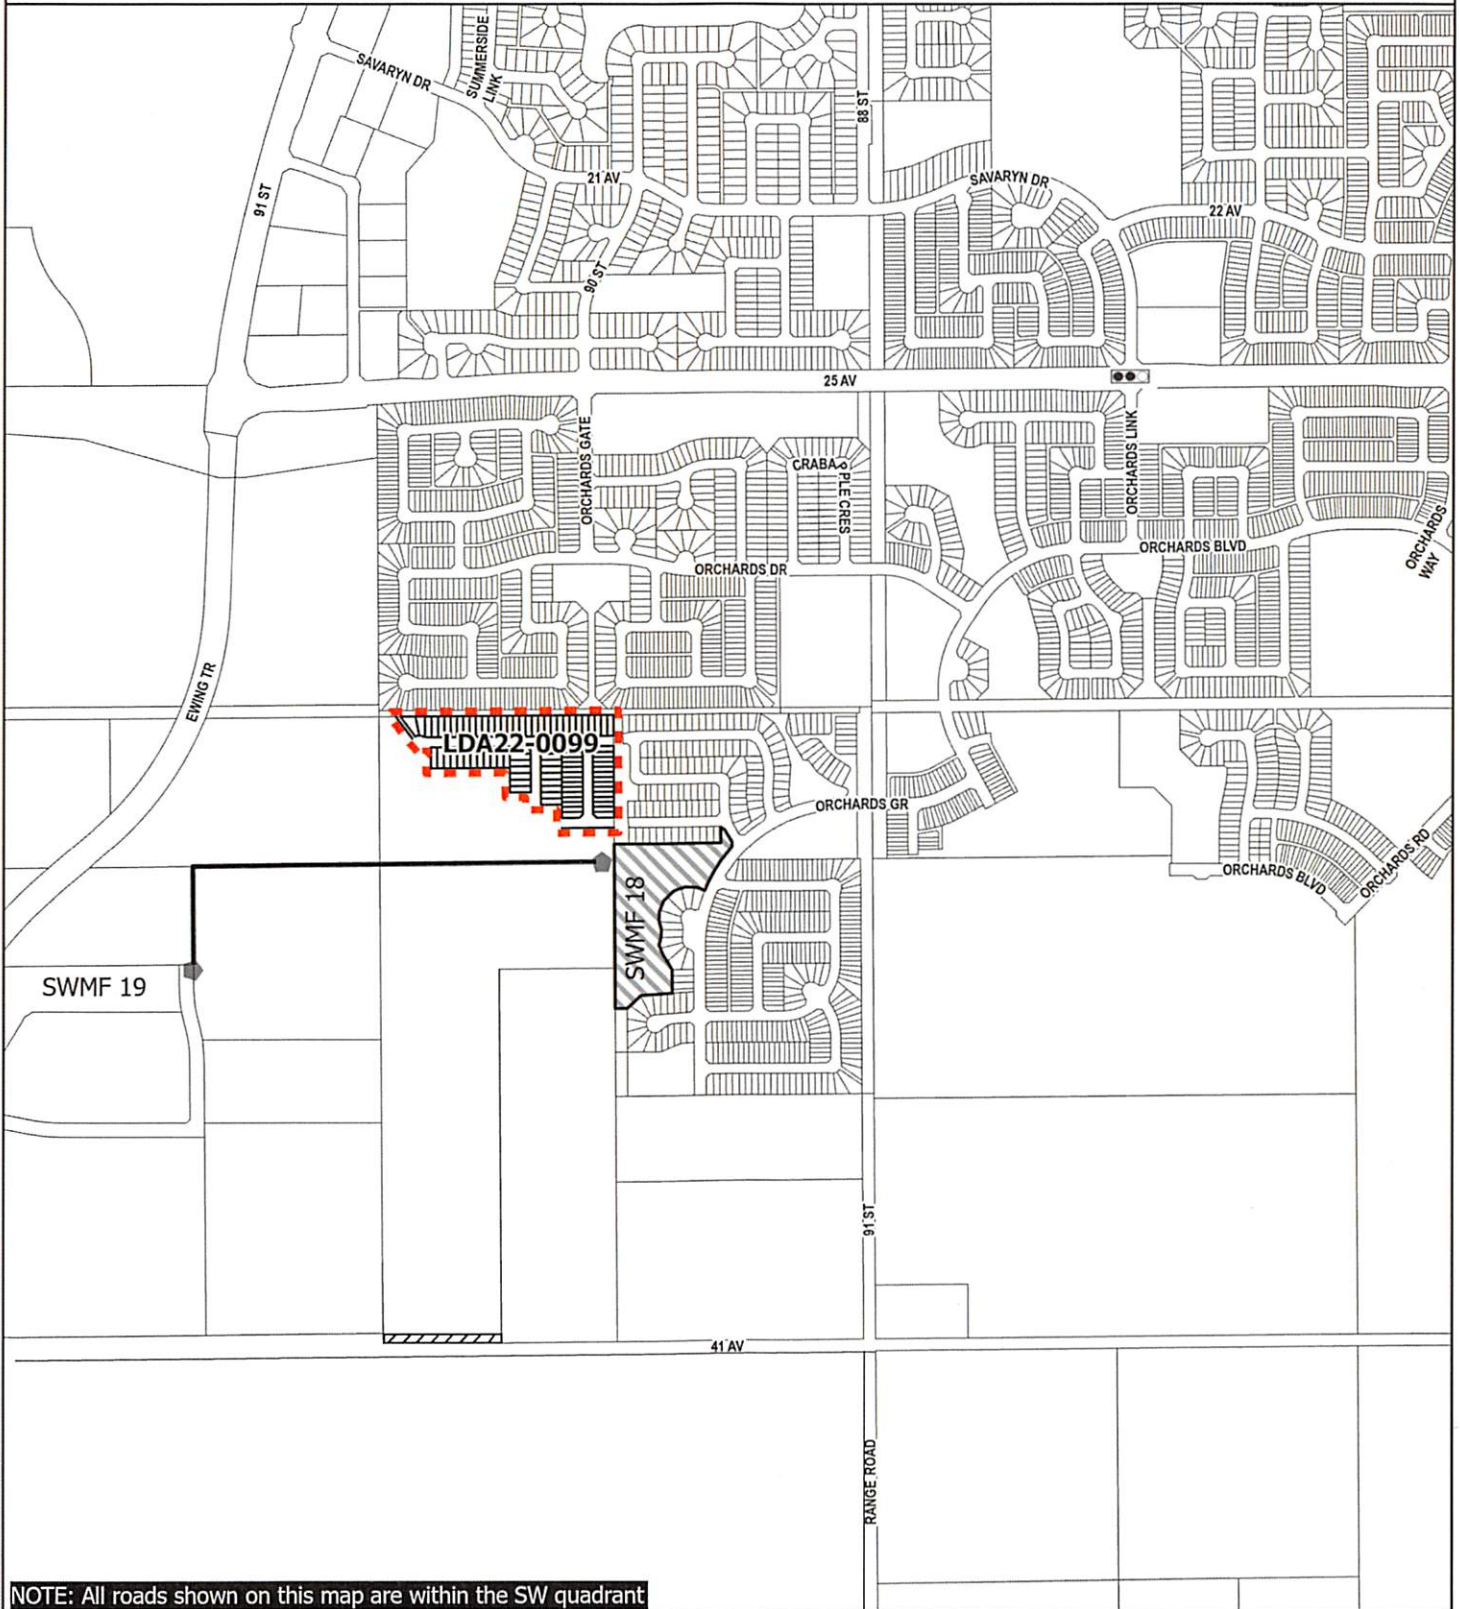 SAVARYN DR
SUMMERSIDE
LINK
88 ST
21 AV
91 ST
SAVARYN DR
22 AV
90 ST
25 AV
ORCHARDS GATE
ORCHARDS LINK
CRABAPPLE CRES
ORCHARDS BLVD
ORCHARDS
WAY
ORCHARDS DR
EWING TR
LDA22-0099
ORCHARDS GR
ORCHARDS BLVD
ORCHARDS RD
SWMF 18
SWMF 19
91 ST
41 AV
RANGE ROAD
NOTE: All roads shown on this map are within the SW quadrant